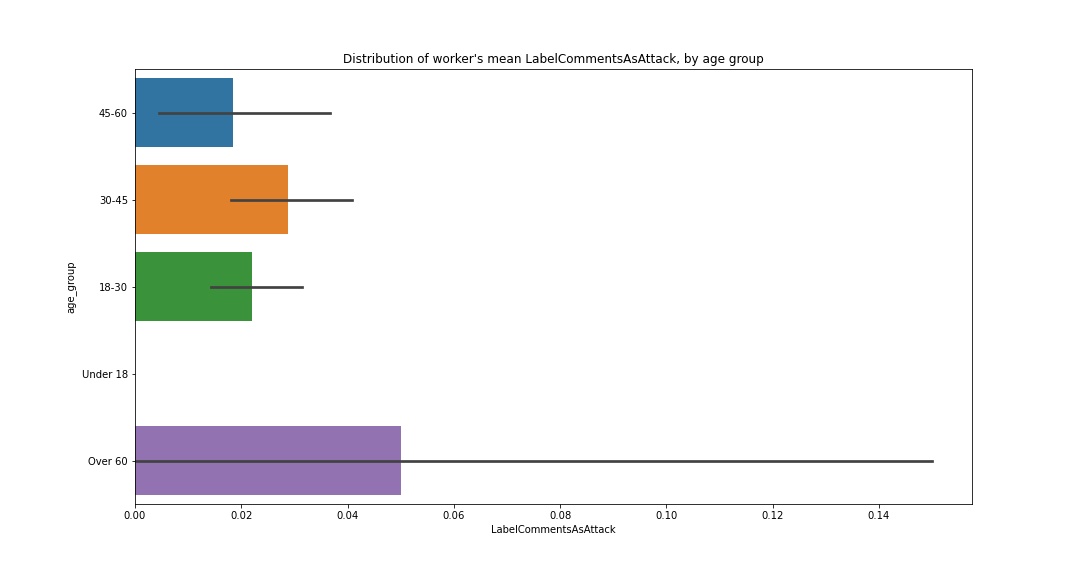 Distribution of worker's mean LabelCommentsAsAttack, by age group
45-60
30-45
18-30
Under 18
Over 60
age_group
0.00 0.02 0.04 0.06 0.08 0.10 0.12 0.14
LabelCommentsAsAttack